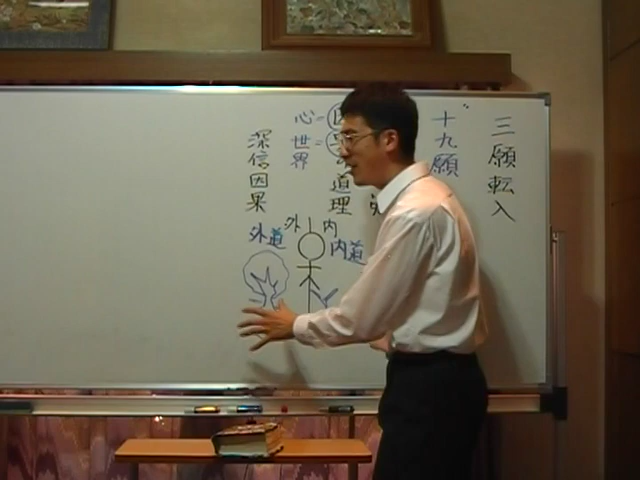 三願転入
十九願
道理
心=
世界=
深信因果
外 内
外道
内道